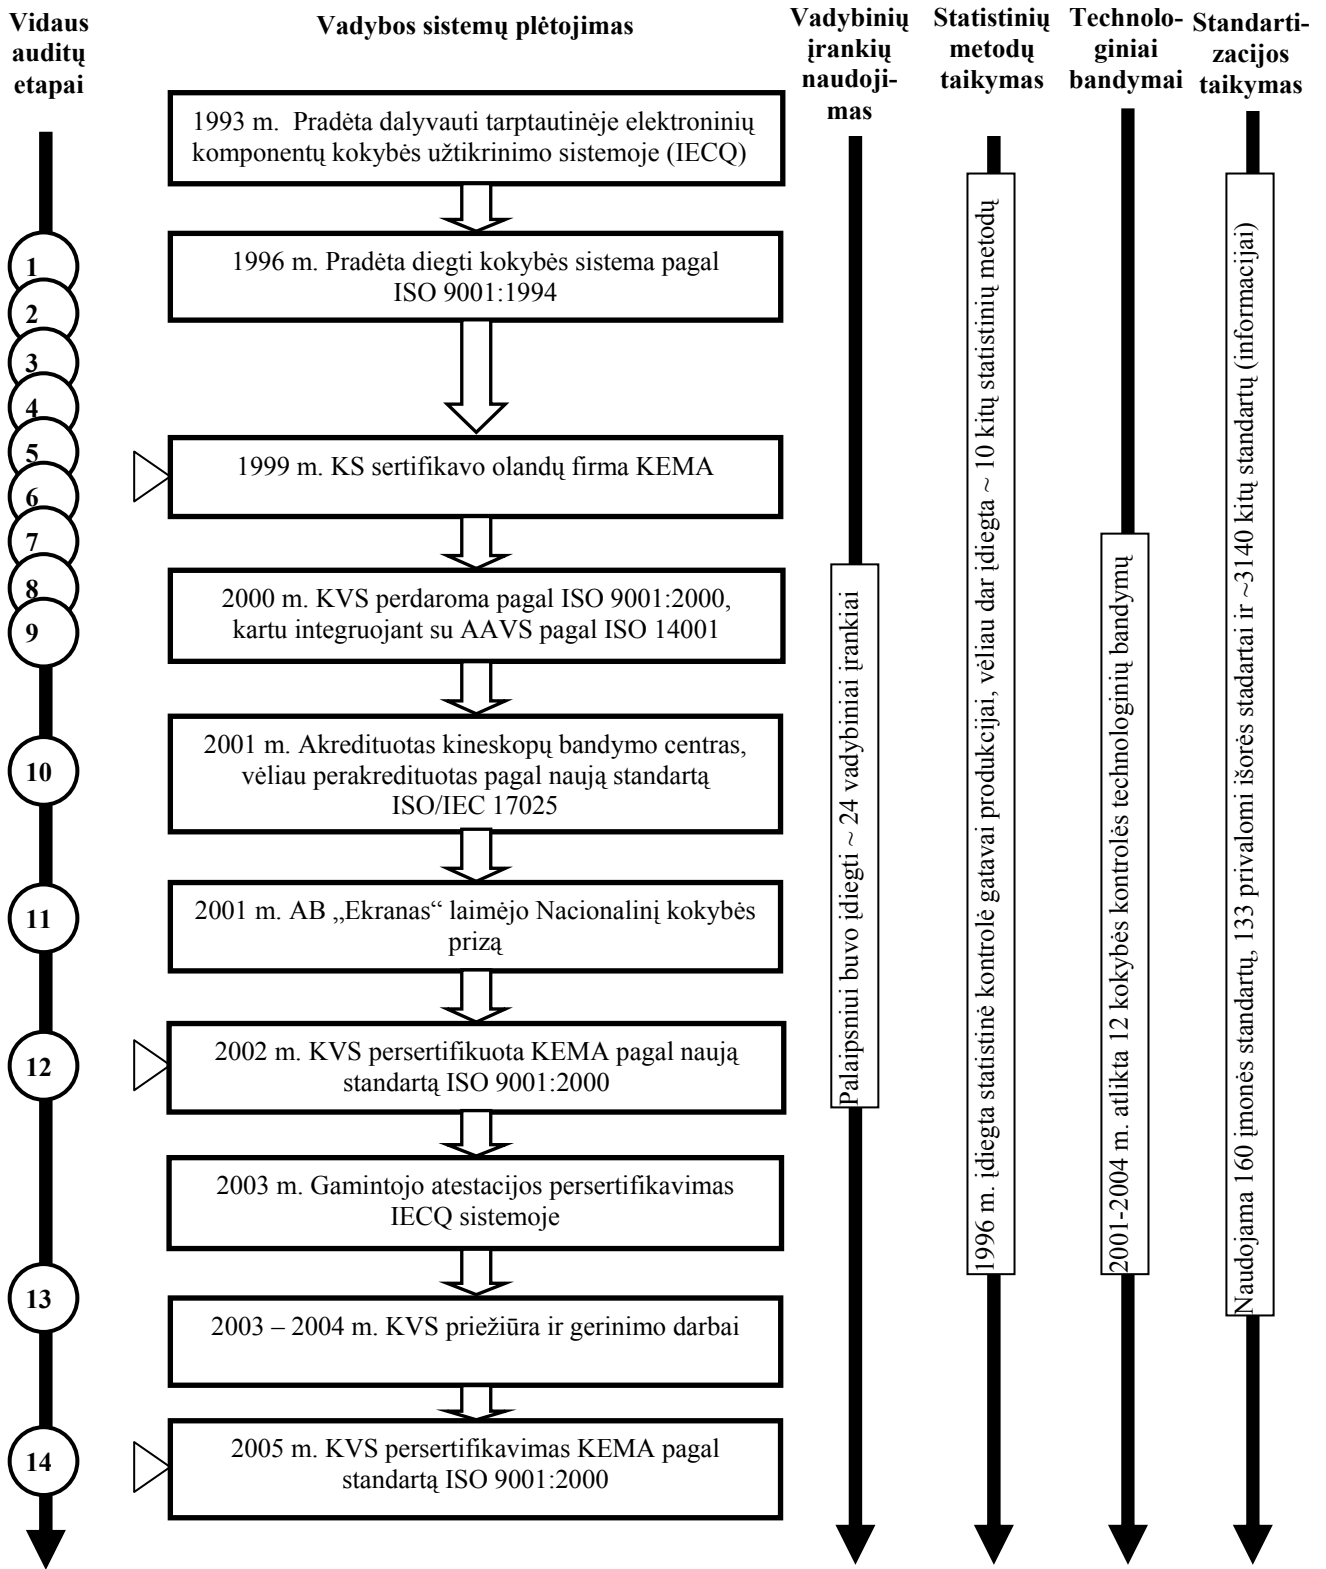 Vidaus
auditų
etapai
Vadybos sistemų plėtojimas
Vadybinių
įrankių
naudoji-
mas
Statistinių
metodų
taikymas
Technolo-
giniai
bandymai
Standarti-
zacijos
taikymas
1
2
3
4
5
6
7
8
9
10
11
12
13
14
1993 m.  Pradėta dalyvauti tarptautinėje elektroninių
komponentų kokybės užtikrinimo sistemoje (IECQ)
1996 m. Pradėta diegti kokybės sistema pagal
ISO 9001:1994
1999 m. KS sertifikavo olandų firma KEMA
2000 m. KVS perdaroma pagal ISO 9001:2000,
kartu integruojant su AAVS pagal ISO 14001
2001 m. Akredituotas kineskopų bandymo centras,
vėliau perakredituotas pagal naują standartą
ISO/IEC 17025
2001 m. AB „Ekranas“ laimėjo Nacionalinį kokybės
prizą
2002 m. KVS persertifikuota KEMA pagal naują
standartą ISO 9001:2000
2003 m. Gamintojo atestacijos persertifikavimas
IECQ sistemoje
2003 – 2004 m. KVS priežiūra ir gerinimo darbai
2005 m. KVS persertifikavimas KEMA pagal
standartą ISO 9001:2000
Palaipsniui buvo įdiegti ~ 24 vadybiniai įrankiai
1996 m. įdiegta statistinė kontrolė gatavai produkcijai, vėliau dar įdiegta ~ 10 kitų statistinių metodų
2001-2004 m. atlikta 12 kokybės kontrolės technologinių bandymų
Naudojama 160 įmonės standartų, 133 privalomi išorės stadartai ir ~3140 kitų standartų (informacijai)